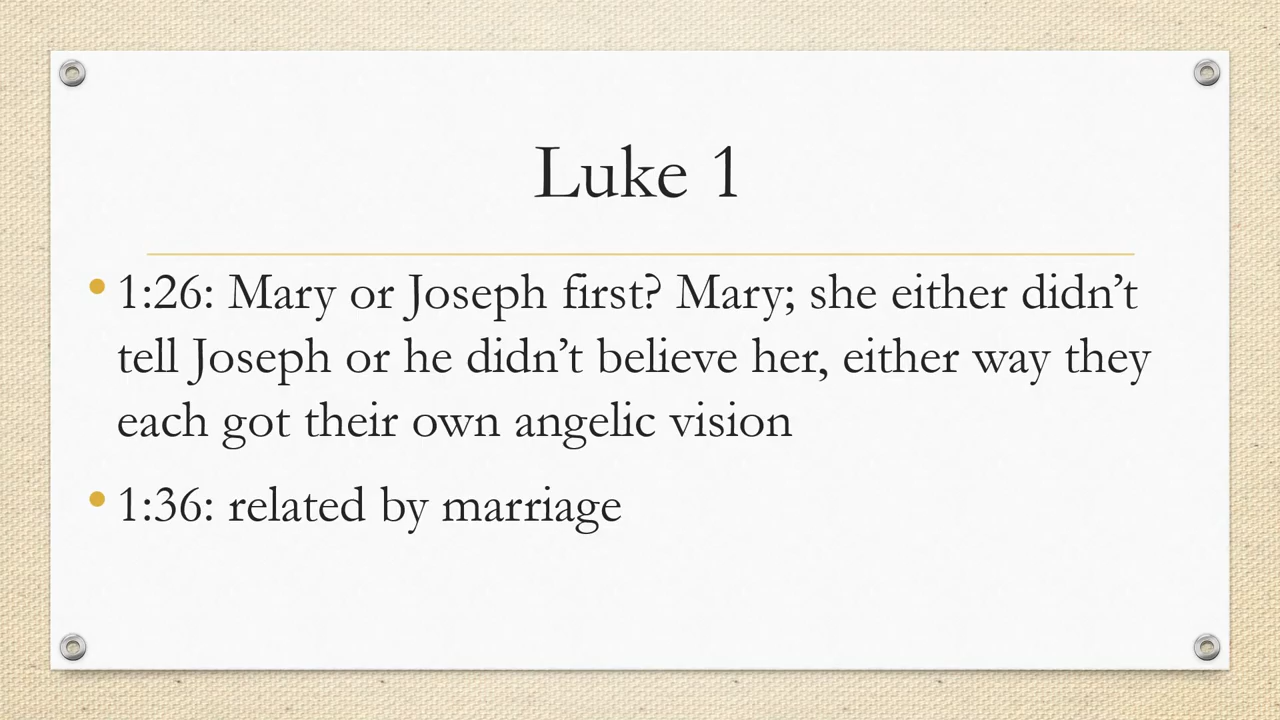 Luke 1
• 1:26: Mary or Joseph first? Mary; she either didn’t
tell Joseph or he didn’t believe her, either way they
each got their own angelic vision
• 1:36: related by marriage